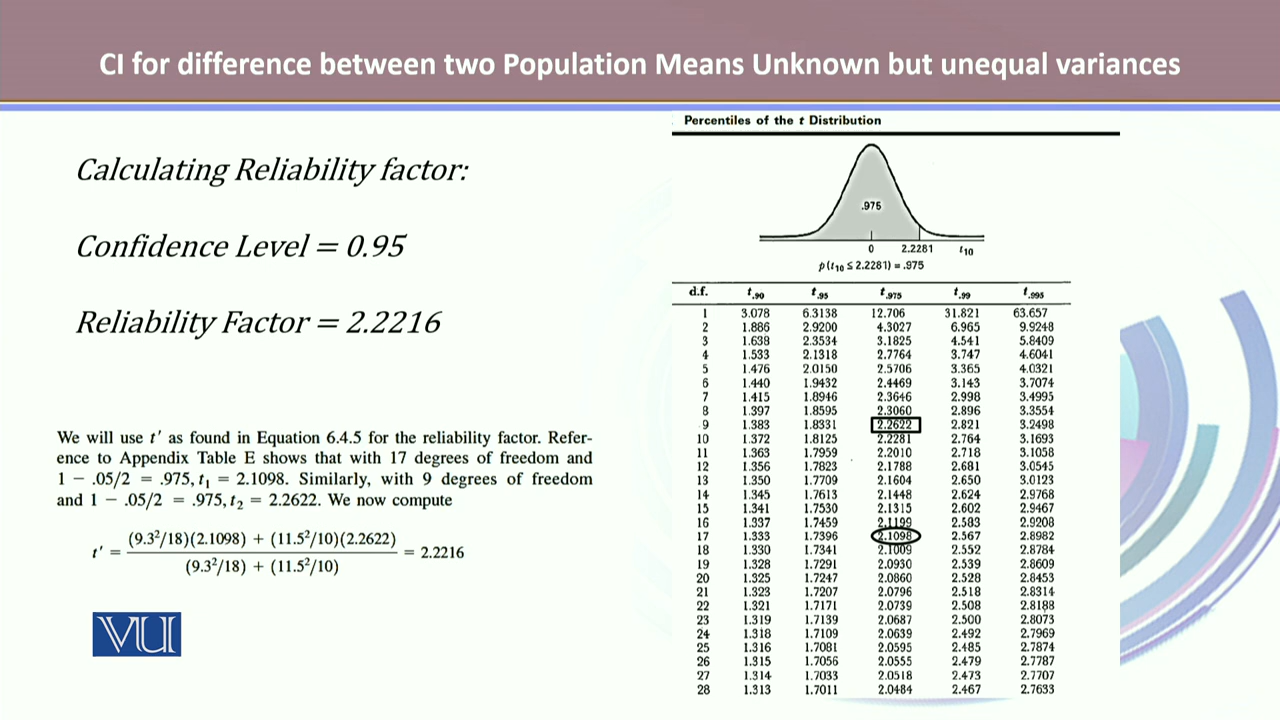 CI for difference between two Population Means Unknown but unequal variances
Calculating Reliability factor:
Confidence Level = 0.95
Reliability Factor = 2.2216
We will use t′ as found in Equation 6.4.5 for the reliability factor. Refer-
ence to Appendix Table E shows that with 17 degrees of freedom and
1 − .05/2 = .975, t₁ = 2.1098. Similarly, with 9 degrees of freedom
and 1 − .05/2 = .975, t₂ = 2.2622. We now compute
t′ = (9.3²/18)(2.1098) + (11.5²/10)(2.2622) = 2.2216
(9.3²/18) + (11.5²/10)
VU
Percentiles of the t Distribution
.975
0 2.2281 t₁₀
p(t₁₀ ≤ 2.2281) = .975
d.f. t.90 t.95 t.975 t.99 t.995
1 3.078 6.3138 12.706 31.821 63.657
2 1.886 2.9200 4.3027 6.965 9.9248
3 1.638 2.3534 3.1825 4.541 5.8409
4 1.533 2.1318 2.7764 3.747 4.6041
5 1.476 2.0150 2.5706 3.365 4.0321
6 1.440 1.9432 2.4469 3.143 3.7074
7 1.415 1.8946 2.3646 2.998 3.4995
8 1.397 1.8595 2.3060 2.896 3.3554
9 1.383 1.8331 2.2622 2.821 3.2498
10 1.372 1.8125 2.2281 2.764 3.1693
11 1.363 1.7959 2.2010 2.718 3.1058
12 1.356 1.7823 2.1788 2.681 3.0545
13 1.350 1.7709 2.1604 2.650 3.0123
14 1.345 1.7613 2.1448 2.624 2.9768
15 1.341 1.7530 2.1315 2.602 2.9467
16 1.337 1.7459 2.1199 2.583 2.9208
17 1.333 1.7396 2.1098 2.567 2.8982
18 1.330 1.7341 2.1009 2.552 2.8784
19 1.328 1.7291 2.0930 2.539 2.8609
20 1.325 1.7247 2.0860 2.528 2.8453
21 1.323 1.7207 2.0796 2.518 2.8314
22 1.321 1.7171 2.0739 2.508 2.8188
23 1.319 1.7139 2.0687 2.500 2.8073
24 1.318 1.7109 2.0639 2.492 2.7969
25 1.316 1.7081 2.0595 2.485 2.7874
26 1.315 1.7056 2.0555 2.479 2.7787
27 1.314 1.7033 2.0518 2.473 2.7707
28 1.313 1.7011 2.0484 2.467 2.7633